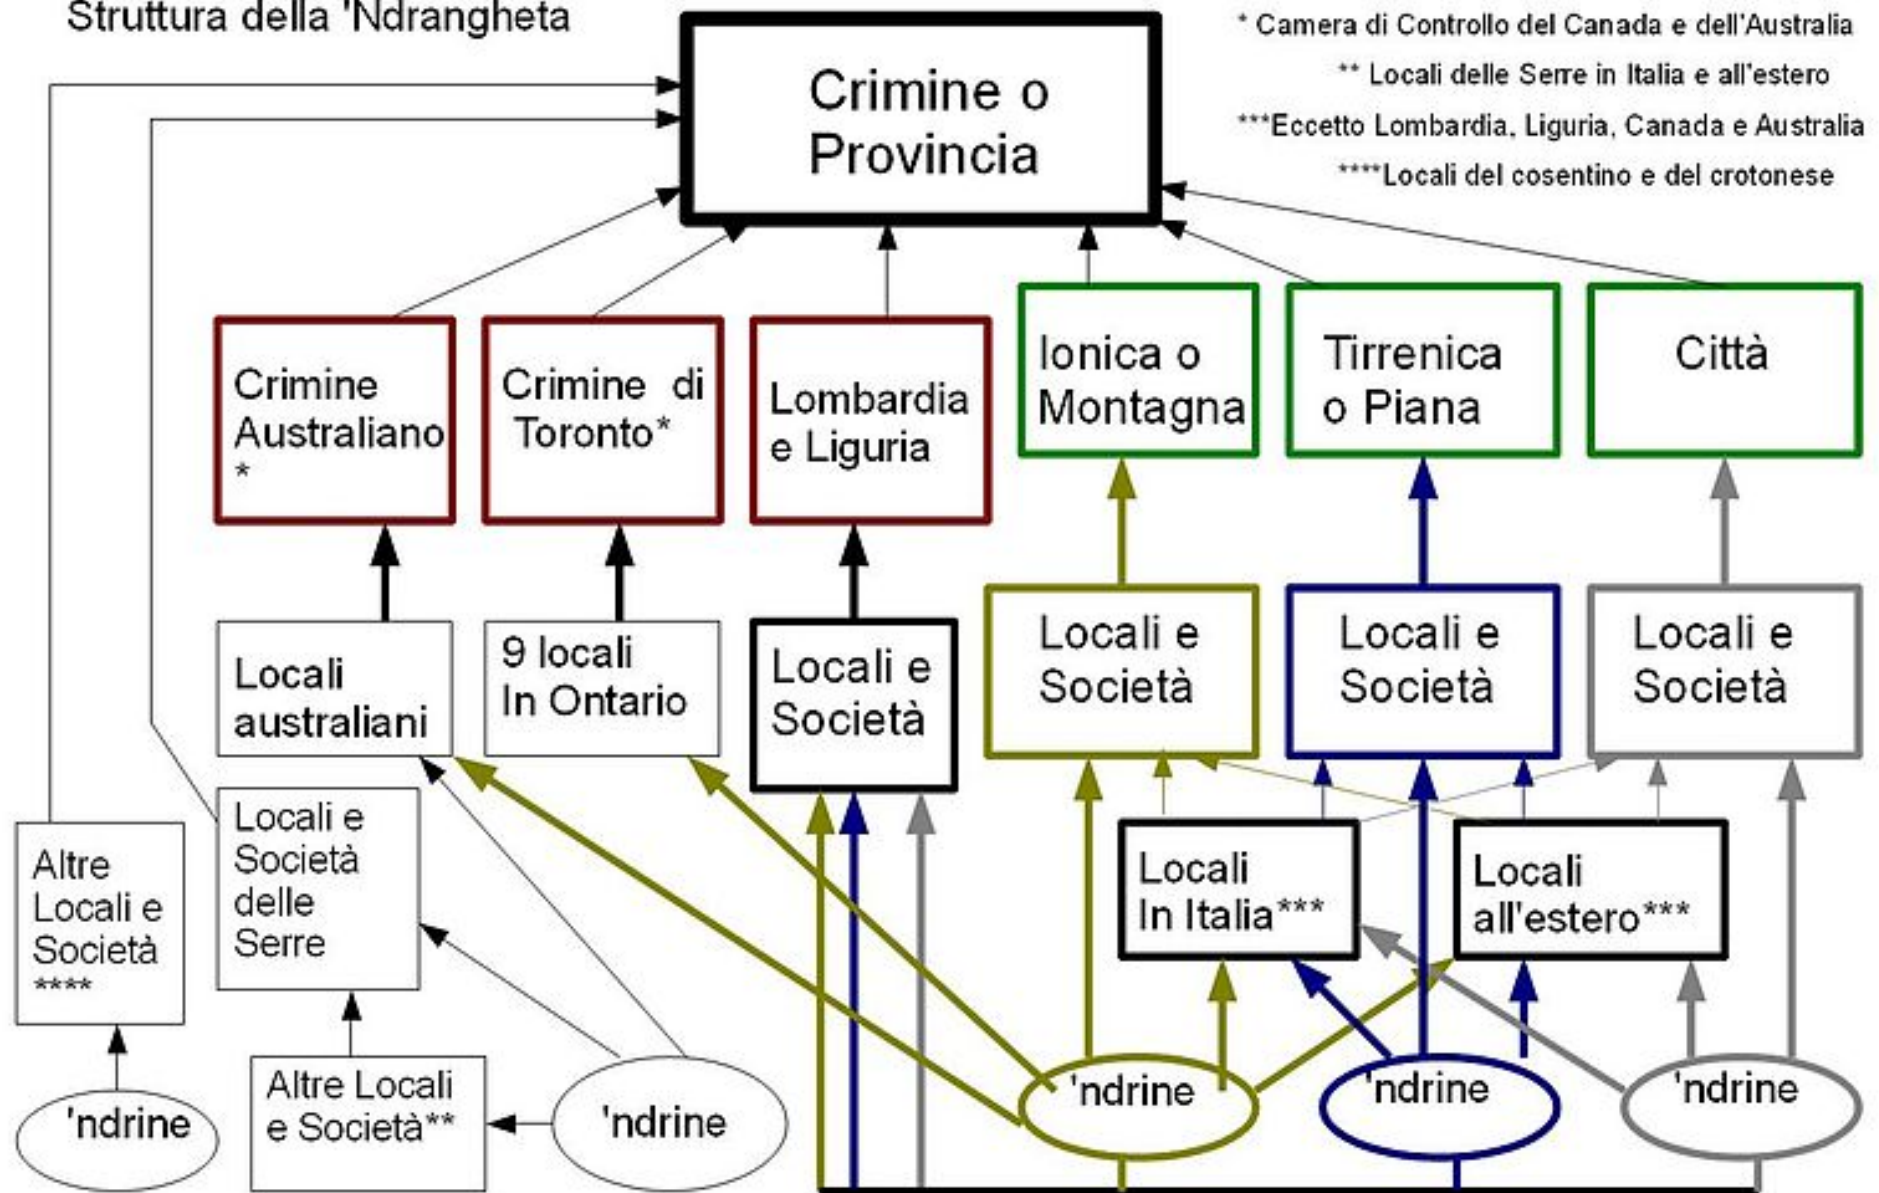 Struttura della 'Ndrangheta
* Camera di Controllo del Canada e dell'Australia
** Locali delle Serre in Italia e all'estero
***Eccetto Lombardia, Liguria, Canada e Australia
****Locali del cosentino e del crotonese
Crimine o
Provincia
Crimine
Australiano
*
Crimine di
Toronto*
Lombardia
e Liguria
Ionica o
Montagna
Tirrenica
o Piana
Città
Locali
australiani
9 locali
In Ontario
Locali e
Società
Locali e
Società
Locali e
Società
Locali e
Società
Altre
Locali e
Società
****
Locali e
Società
delle
Serre
Locali
In Italia***
Locali
all'estero***
'ndrine
Altre Locali
e Società**
'ndrine
'ndrine
'ndrine
'ndrine